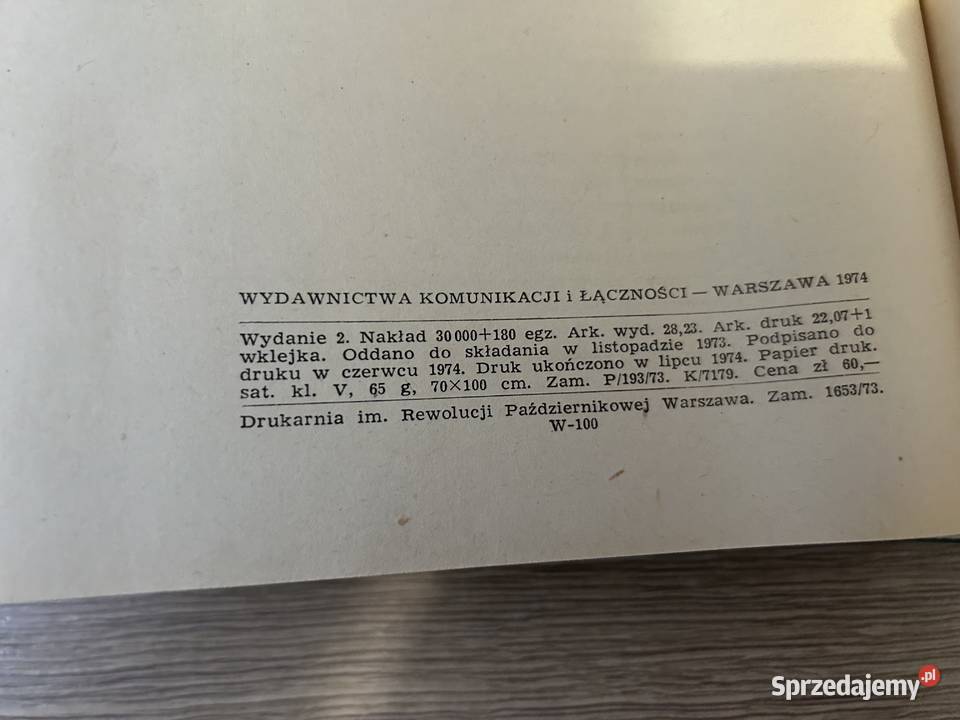 WYDAWNICTWA KOMUNIKACJI i ŁĄCZNOŚCI — WARSZAWA 1974
Wydanie 2. Nakład 30 000+180 egz. Ark. wyd. 28,23. Ark. druk 22,07+1
wklejka. Oddano do składania w listopadzie 1973. Podpisano do
druku w czerwcu 1974. Druk ukończono w lipcu 1974. Papier druk.
sat. kl. V, 65 g, 70×100 cm. Zam. P/193/73. K/7179. Cena zł 60,—
Drukarnia im. Rewolucji Październikowej Warszawa. Zam. 1653/73.
W-100
Sprzedajemy.pl